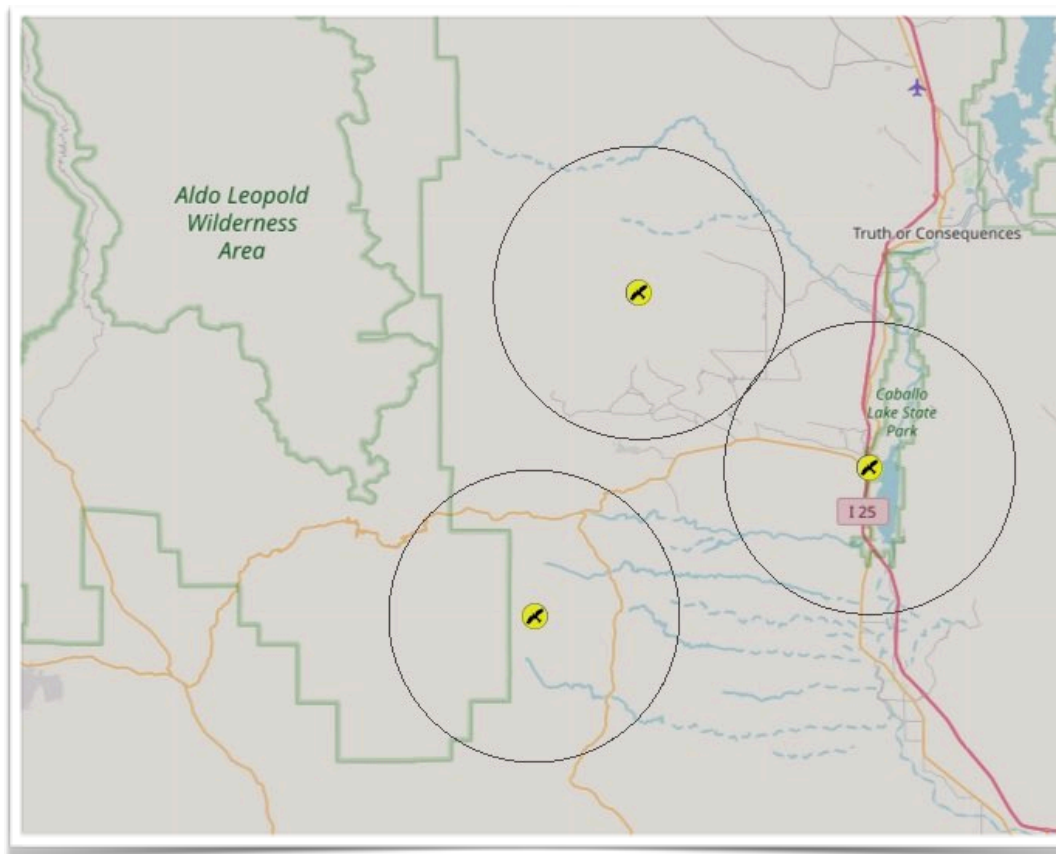 Aldo Leopold
Wilderness
Area
Truth or Consequences
Caballo
Lake State
Park
I 25